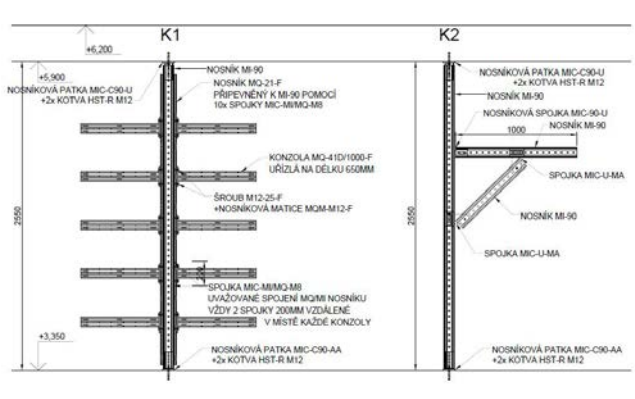 K1
K2
+6,200
+5,900
NOSNÍKOVÁ PATKA MIC-C90-U
+2x KOTVA HST-R M12
NOSNÍK MI-90
NOSNÍK MQ-21-F
PŘIPEVNĚNÝ K MI-90 POMOCÍ
10x SPOJKY MIC-MI/MQ-M8
KONZOLA MQ-41D/1000-F
UŘÍZLÁ NA DÉLKU 650MM
ŠROUB M12-25-F
+NOSNÍKOVÁ MATICE MQM-M12-F
200
SPOJKA MIC-MI/MQ-M8
UVAŽOVANÉ SPOJENÍ MQ/MI NOSNÍKU
VŽDY 2 SPOJKY 200MM VZDÁLENÉ
V MÍSTĚ KAŽDÉ KONZOLY
2550
+3,350
NOSNÍKOVÁ PATKA MIC-C90-AA
+2x KOTVA HST-R M12
NOSNÍKOVÁ PATKA MIC-C90-U
+2x KOTVA HST-R M12
NOSNÍK MI-90
NOSNÍKOVÁ SPOJKA MIC-90-U
NOSNÍK MI-90
1000
SPOJKA MIC-U-MA
NOSNÍK MI-90
SPOJKA MIC-U-MA
2550
NOSNÍKOVÁ PATKA MIC-C90-AA
+2x KOTVA HST-R M12